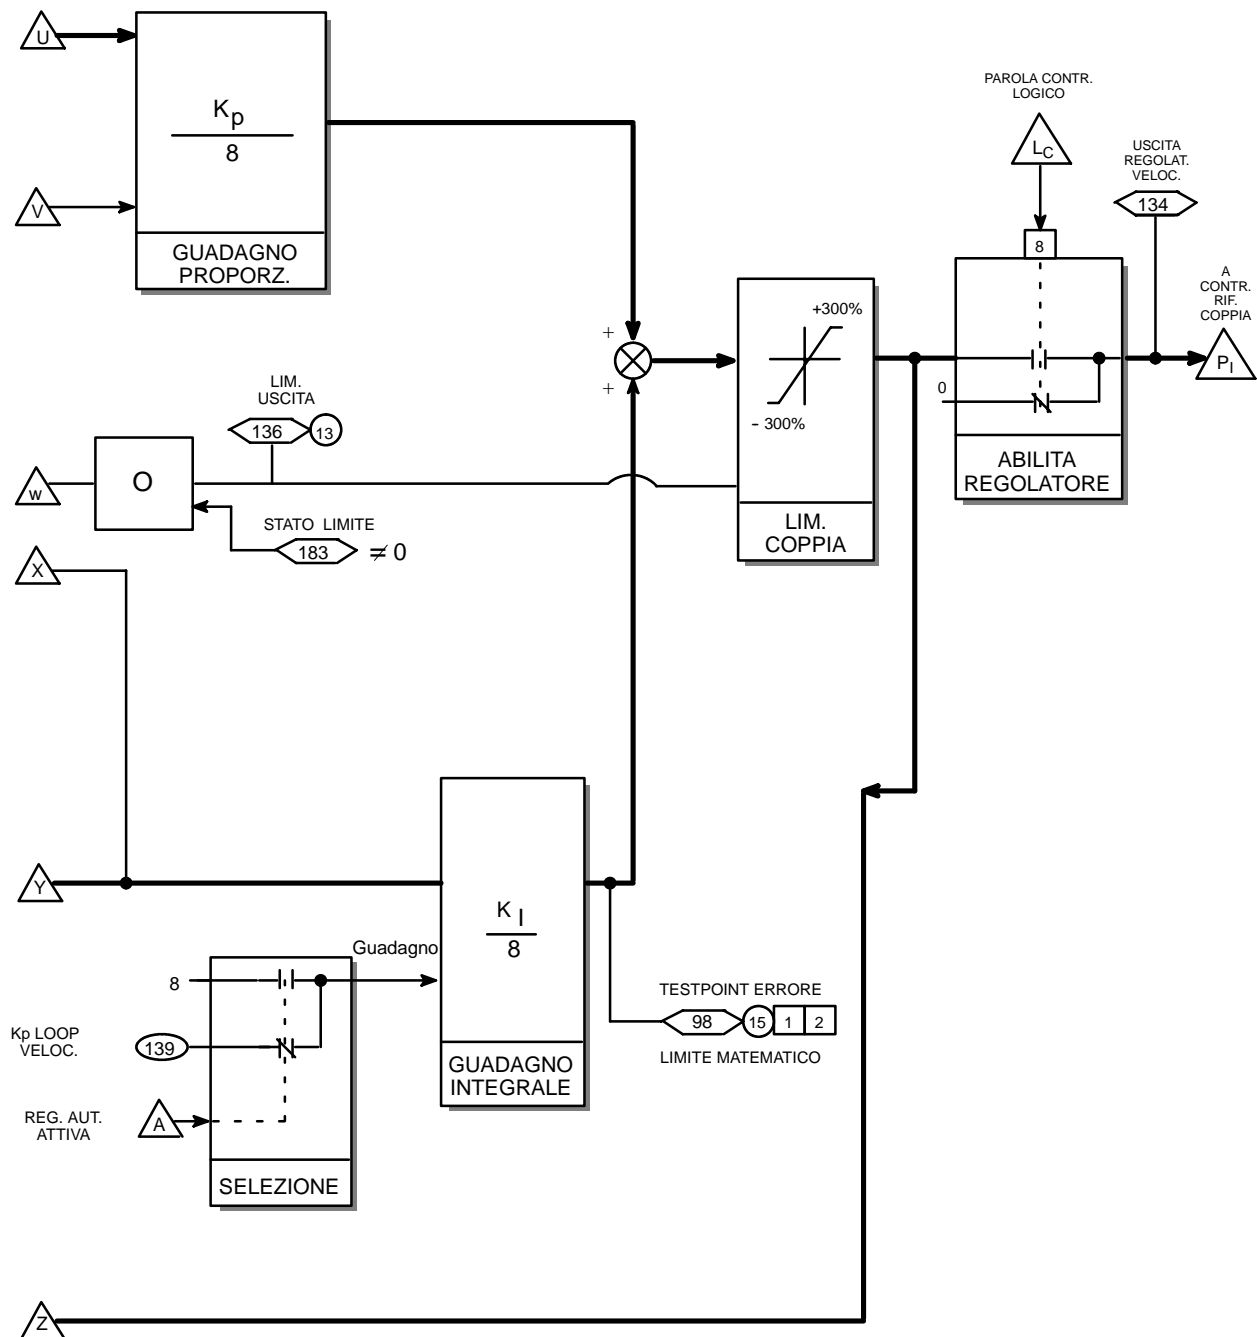 U
Kp
8
V
GUADAGNO
PROPORZ.
PAROLA CONTR.
LOGICO
LC
USCITA
REGOLAT.
VELOC.
134
8
A
CONTR.
RIF.
COPPIA
PI
+
+
+300%
- 300%
LIM.
COPPIA
0
ABILITA
REGOLATORE
LIM.
USCITA
136
13
w
O
STATO LIMITE
183
≠ 0
X
Y
KI
8
GUADAGNO
INTEGRALE
Guadagno
8
Kp LOOP
VELOC.
139
REG. AUT.
ATTIVA
A
SELEZIONE
TESTPOINT ERRORE
98
15
1
2
LIMITE MATEMATICO
Z